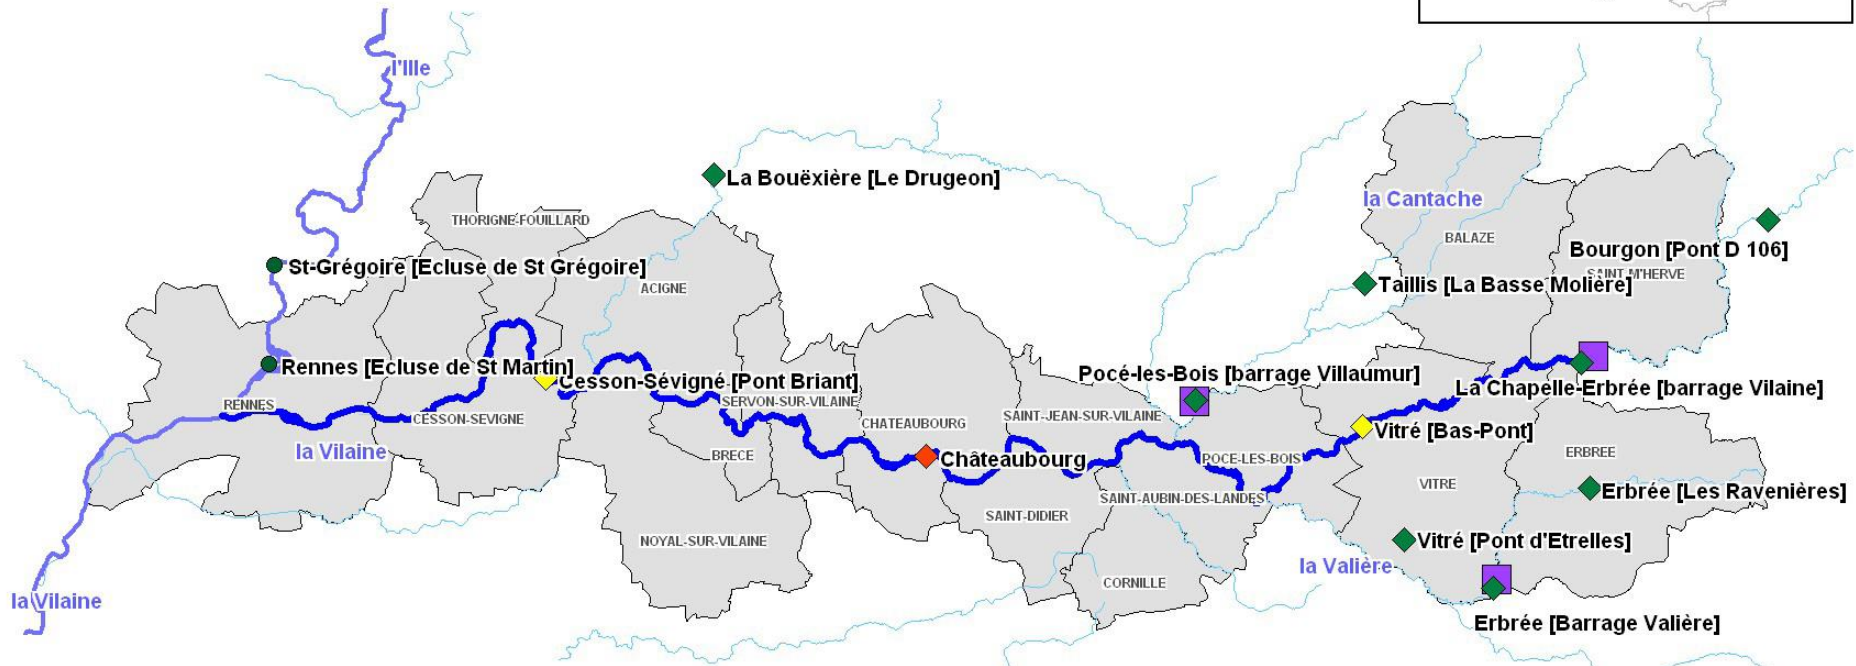 l'Ille
La Bouëxière [Le Drugeon]
la Cantache
THORIGNE-FOUILLARD
BALAZE
Bourgon [Pont D 106]
St-Grégoire [Ecluse de St Grégoire]
SAINT-M'HERVE
ACIGNE
Taillis [La Basse Molière]
Rennes [Ecluse de St Martin]
Cesson-Sévigné [Pont Briant]
Pocé-les-Bois [barrage Villaumur]
La Chapelle-Erbrée [barrage Vilaine]
RENNES
SERVON-SUR-VILAINE
CESSON-SEVIGNE
CHATEAUBOURG
SAINT-JEAN-SUR-VILAINE
Vitré [Bas-Pont]
la Vilaine
BRECE
Châteaubourg
POCE-LES-BOIS
ERBREE
VITRE
Erbrée [Les Ravenières]
SAINT-AUBIN-DES-LANDES
SAINT-DIDIER
NOYAL-SUR-VILAINE
Vitré [Pont d'Etrelles]
la Valière
CORNILLE
la Vilaine
Erbrée [Barrage Valière]